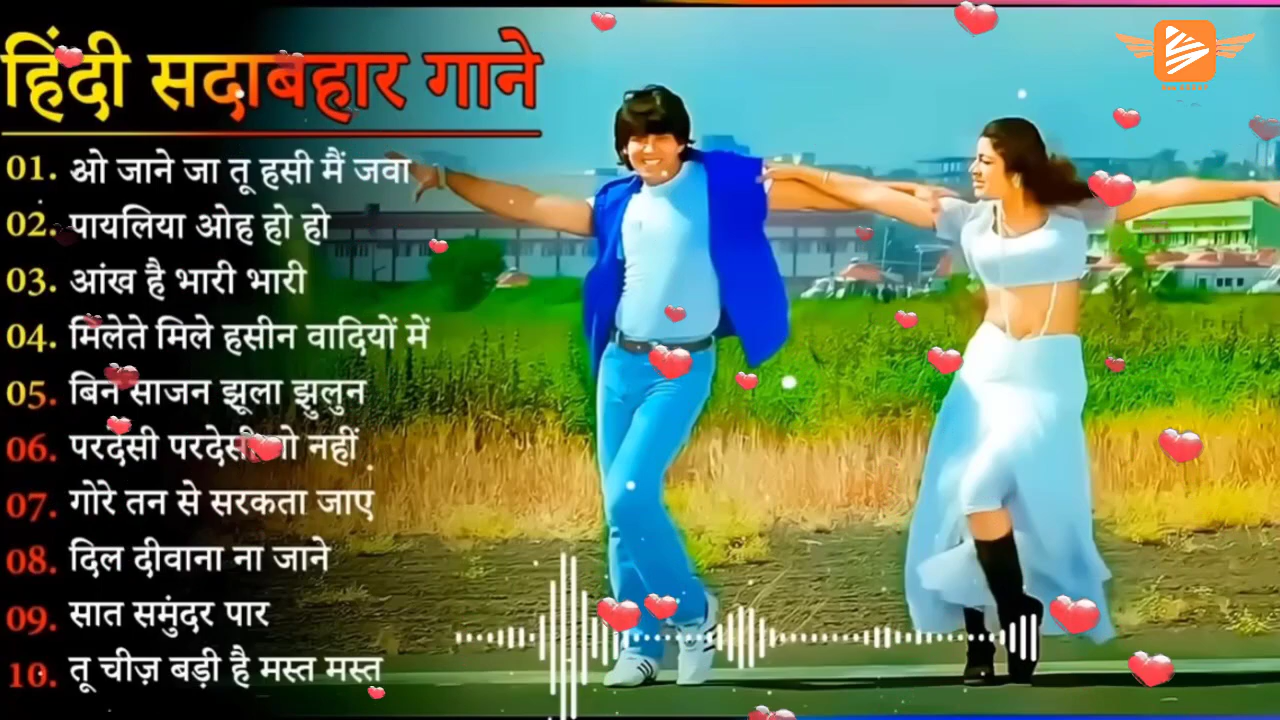 हिंदी सदाबहार गाने
01. ओ जाने जा तू हसी मैं जवा
02. पायलिया ओह हो हो
03. आंख है भारी भारी
04. मिलेते मिले हसीन वादियों में
05. बिन साजन झूला झुलुन
06. परदेसी परदेसी नहीं
07. गोरे तन से सरकता जाए
08. दिल दीवाना ना जाने
09. सात समुंदर पार
10. तू चीज़ बड़ी है मस्त मस्त